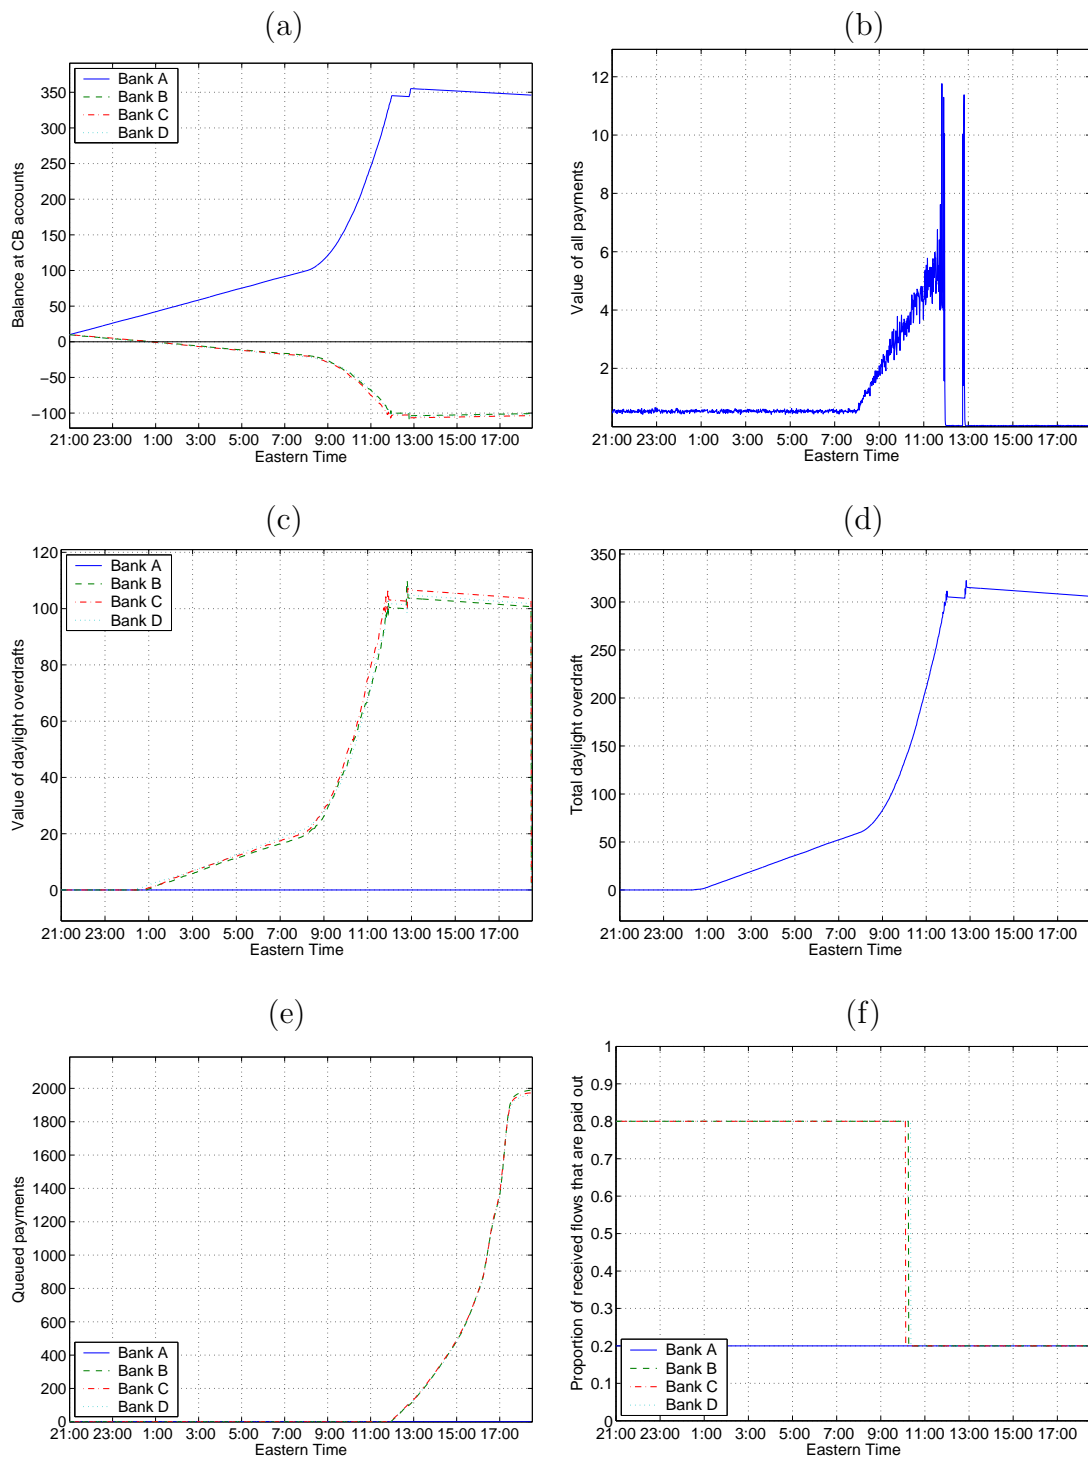 (a)
Balance at CB accounts
350
300
250
200
150
100
50
0
−50
−100
Bank A
Bank B
Bank C
Bank D
21:00 23:00 1:00 3:00 5:00 7:00 9:00 11:00 13:00 15:00 17:00
Eastern Time
(b)
Value of all payments
12
10
8
6
4
2
21:00 23:00 1:00 3:00 5:00 7:00 9:00 11:00 13:00 15:00 17:00
Eastern Time
(c)
Value of daylight overdrafts
120
100
80
60
40
20
0
Bank A
Bank B
Bank C
Bank D
21:00 23:00 1:00 3:00 5:00 7:00 9:00 11:00 13:00 15:00 17:00
Eastern Time
(d)
Total daylight overdraft
350
300
250
200
150
100
50
0
21:00 23:00 1:00 3:00 5:00 7:00 9:00 11:00 13:00 15:00 17:00
Eastern Time
(e)
Queued payments
2000
1800
1600
1400
1200
1000
800
600
400
200
0
Bank A
Bank B
Bank C
Bank D
21:00 23:00 1:00 3:00 5:00 7:00 9:00 11:00 13:00 15:00 17:00
Eastern Time
(f)
Proportion of received flows that are paid out
1
0.9
0.8
0.7
0.6
0.5
0.4
0.3
0.2
0.1
0
Bank A
Bank B
Bank C
Bank D
21:00 23:00 1:00 3:00 5:00 7:00 9:00 11:00 13:00 15:00 17:00
Eastern Time